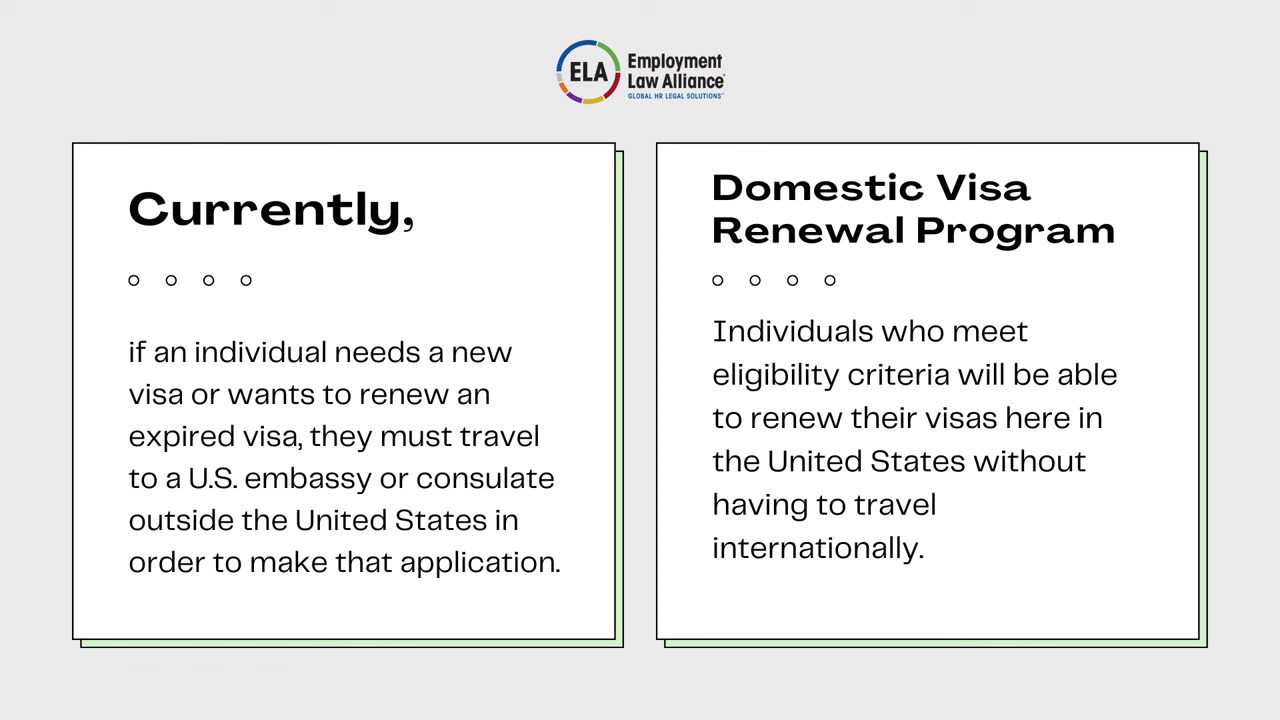 ELA
Employment
Law Alliance
GLOBAL HR LEGAL SOLUTIONS
Currently,
if an individual needs a new
visa or wants to renew an
expired visa, they must travel
to a U.S. embassy or consulate
outside the United States in
order to make that application.
Domestic Visa
Renewal Program
Individuals who meet
eligibility criteria will be able
to renew their visas here in
the United States without
having to travel
internationally.